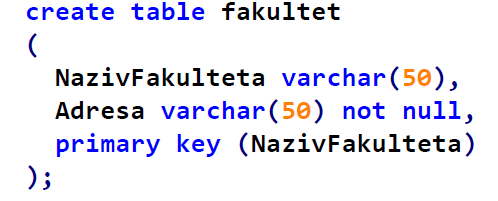 create table fakultet
(
NazivFakulteta varchar(50),
Adresa varchar(50) not null,
primary key (NazivFakulteta)
);